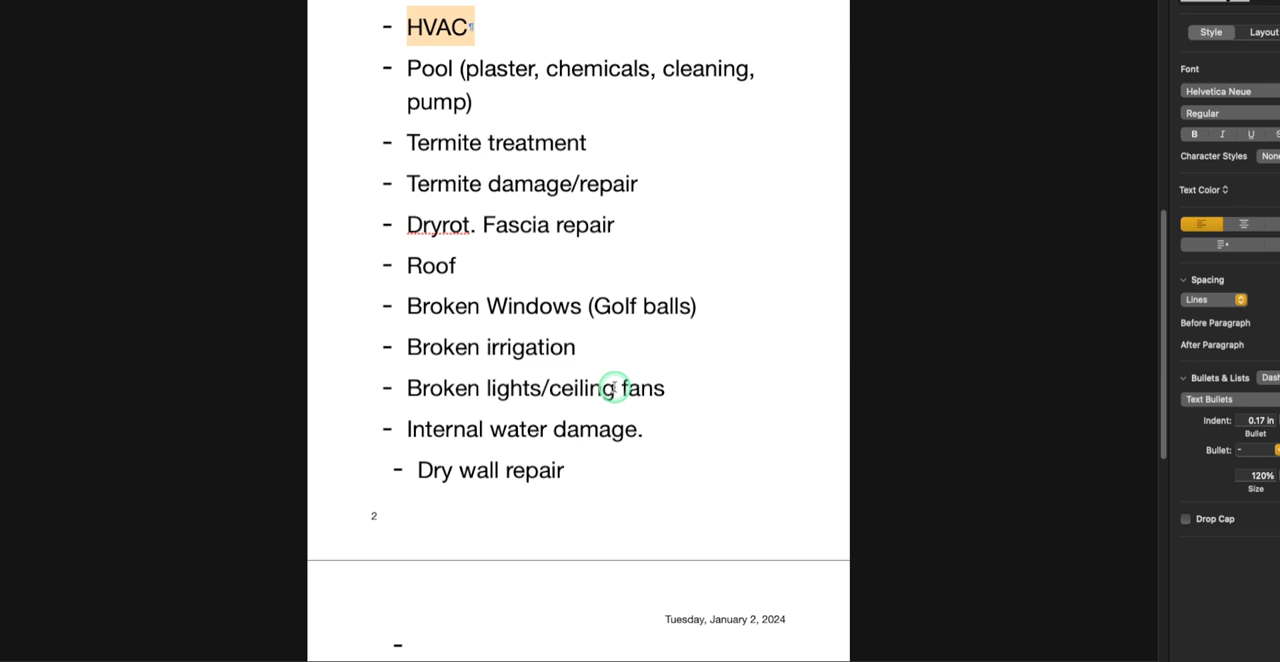 - HVAC¶
- Pool (plaster, chemicals, cleaning,
pump)
- Termite treatment
- Termite damage/repair
- Dryrot. Fascia repair
- Roof
- Broken Windows (Golf balls)
- Broken irrigation
- Broken lights/ceiling fans
- Internal water damage.
- Dry wall repair
2
Tuesday, January 2, 2024
-
Style Layout
Font
Helvetica Neue
Regular
B I U S
Character Styles
Text Color
Spacing
Lines
Before Paragraph
After Paragraph
Bullets & Lists
Text Bullets
Indent: 0.17 in
Bullet
Bullet: -
120%
Size
Drop Cap